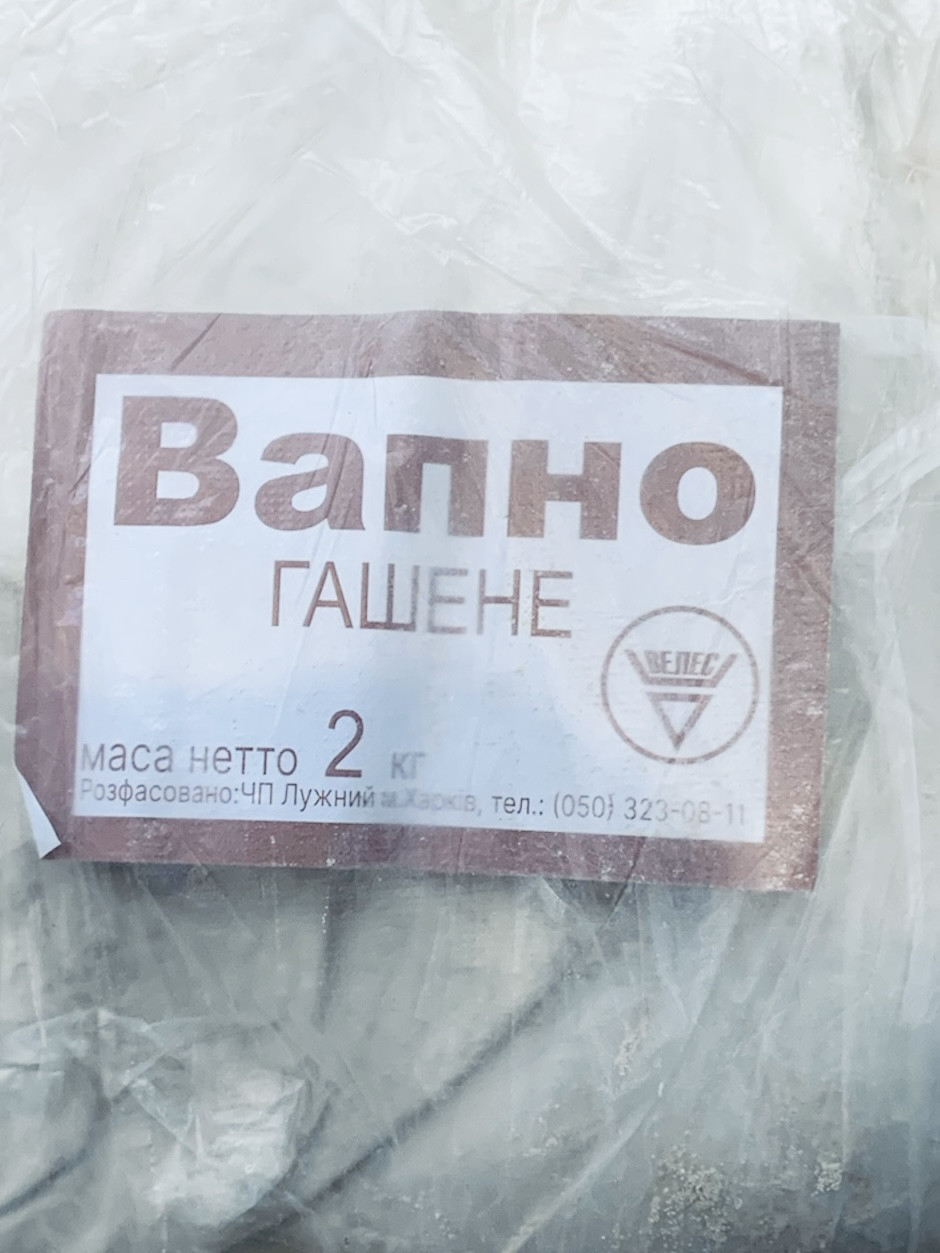 Вапно
ГАШЕНЕ
ВЕЛЕС
маса нетто 2 кг
Розфасовано:ЧП Лужний м.Харків, тел.: (050) 323-08-11